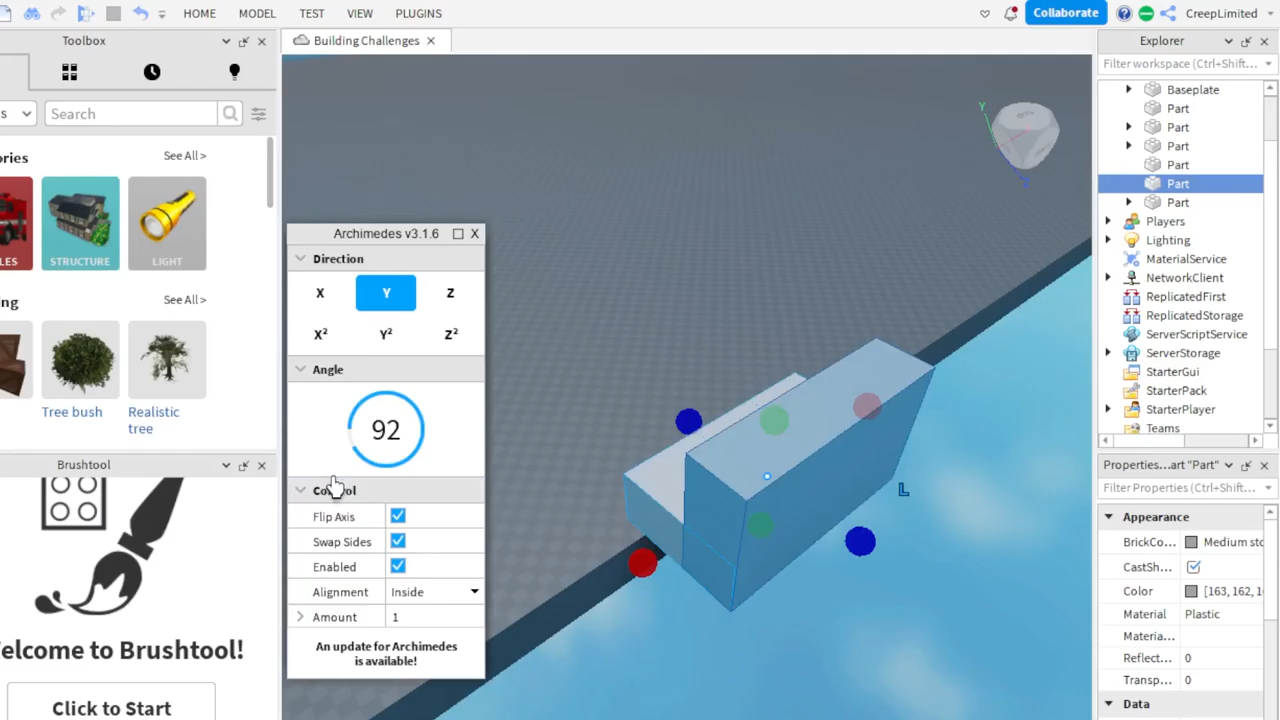 HOME MODEL TEST VIEW PLUGINS Collaborate CreepLimited
Toolbox
Building Challenges
Explorer
Search
Filter workspace (Ctrl+Shift...
Baseplate
Part
Part
Part
Part
Part
Part
Players
Lighting
MaterialService
NetworkClient
ReplicatedFirst
ReplicatedStorage
ServerScriptService
ServerStorage
StarterGui
StarterPack
StarterPlayer
Teams
See All >
STRUCTURE
LIGHT
See All >
Tree bush
Realistic
tree
Brushtool
Welcome to Brushtool!
Click to Start
Archimedes v3.1.6
Direction
X Y Z
X² Y² Z²
Angle
92
Control
Flip Axis
Swap Sides
Enabled
Alignment Inside
Amount 1
An update for Archimedes
is available!
Y
L
Properties...art "Part"
Filter Properties (Ctrl+Shift...
Appearance
BrickCo... Medium sto
CastSh...
Color [163, 162, 1
Material Plastic
Materia...
Reflect... 0
Transp... 0
Data